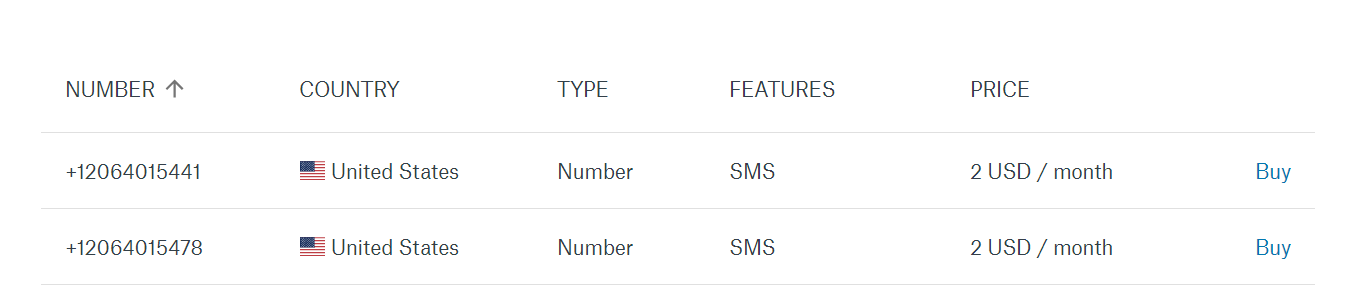 NUMBER ↑ COUNTRY TYPE FEATURES PRICE
+12064015441 United States Number SMS 2 USD / month Buy
+12064015478 United States Number SMS 2 USD / month Buy